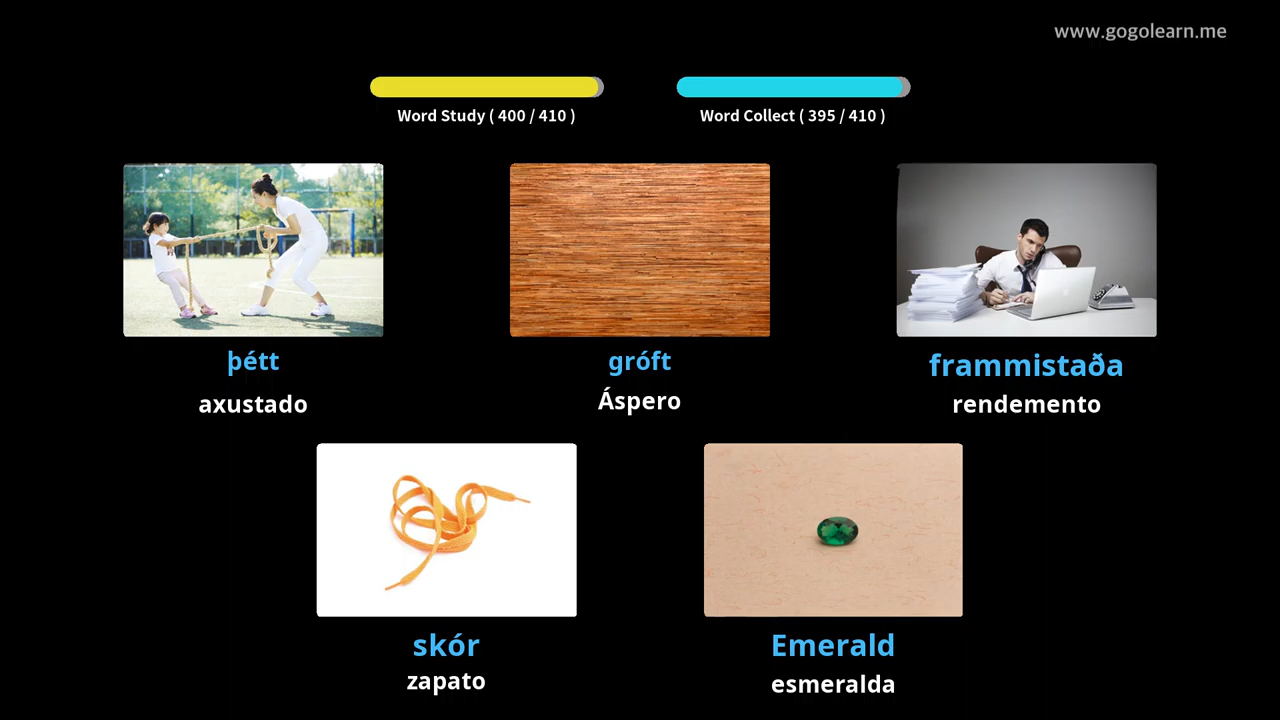 www.gogolearn.me
Word Study ( 400 / 410 )
Word Collect ( 395 / 410 )
þétt
gróft
frammistaða
axustado
Áspero
rendemento
skór
Emerald
zapato
esmeralda